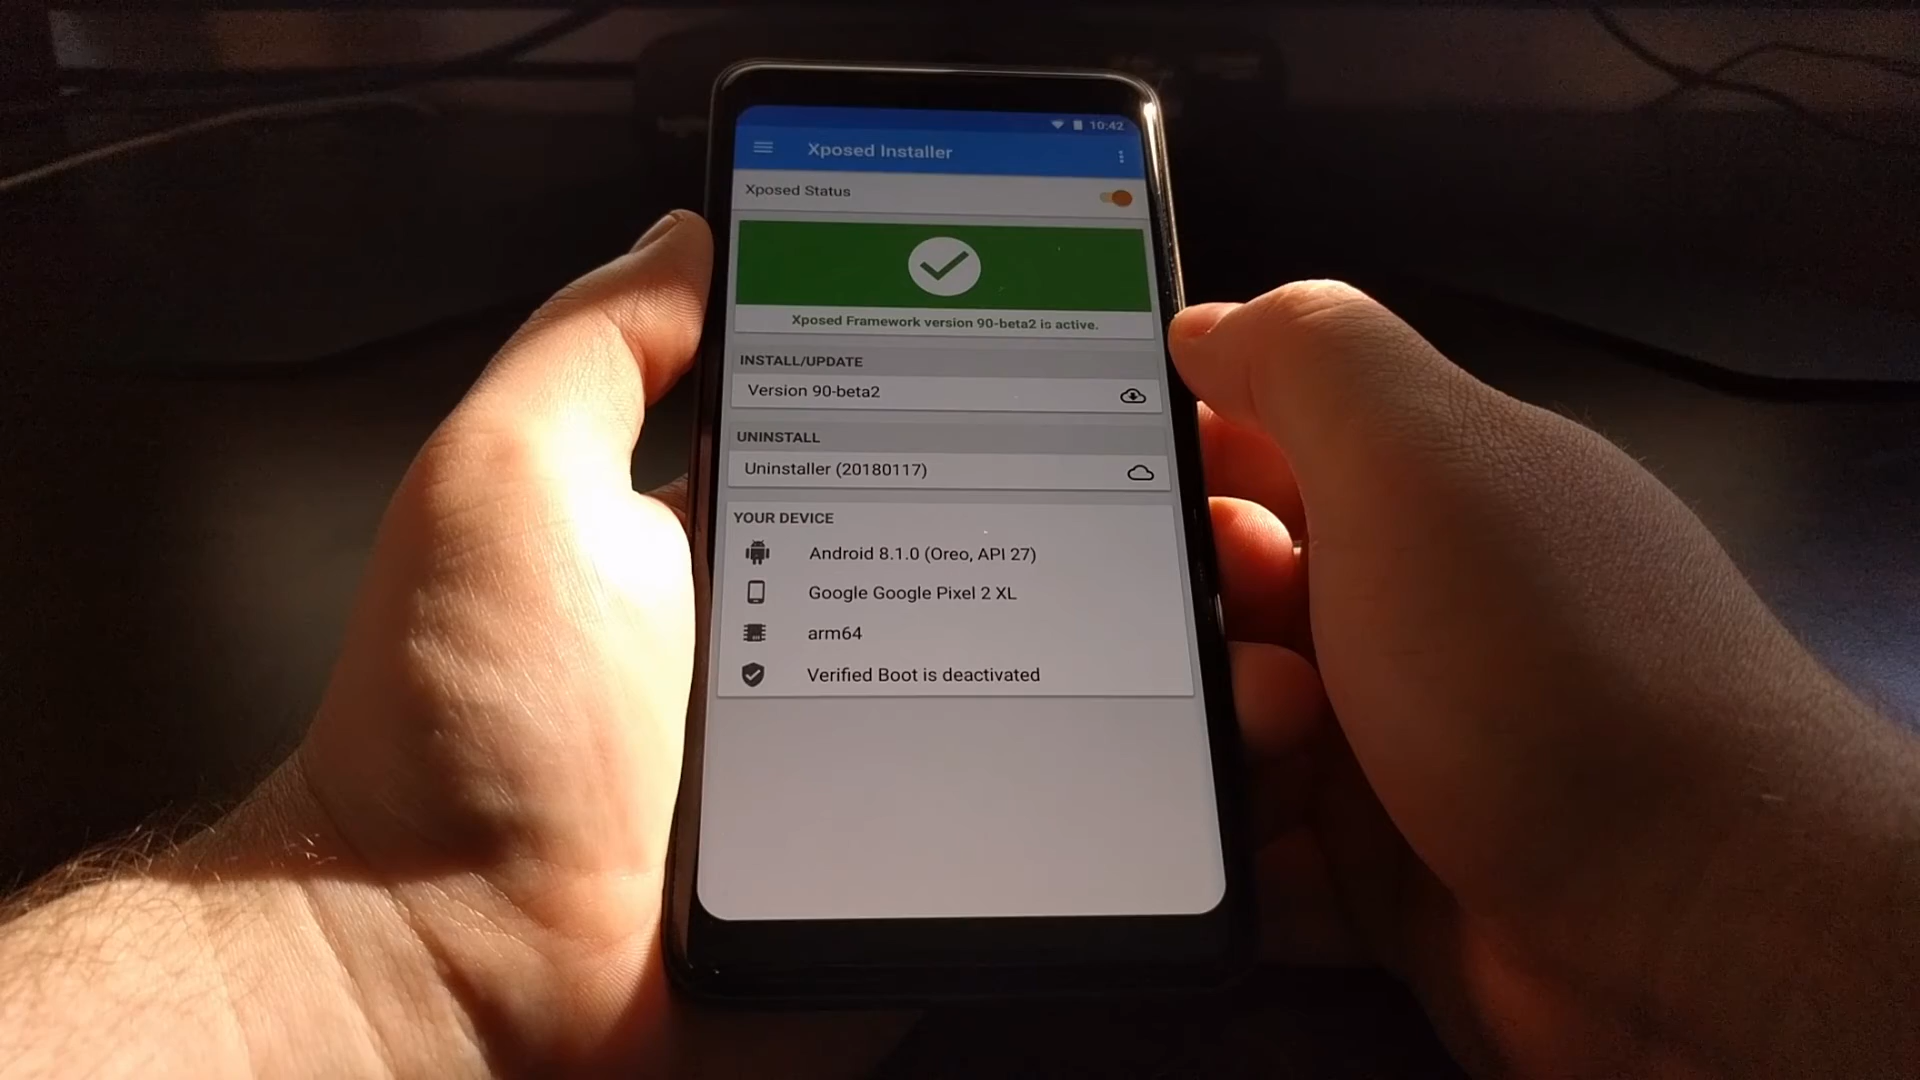 10:42
Xposed Installer
Xposed Status
Xposed Framework version 90-beta2 is active.
INSTALL/UPDATE
Version 90-beta2
UNINSTALL
Uninstaller (20180117)
YOUR DEVICE
Android 8.1.0 (Oreo, API 27)
Google Google Pixel 2 XL
arm64
Verified Boot is deactivated